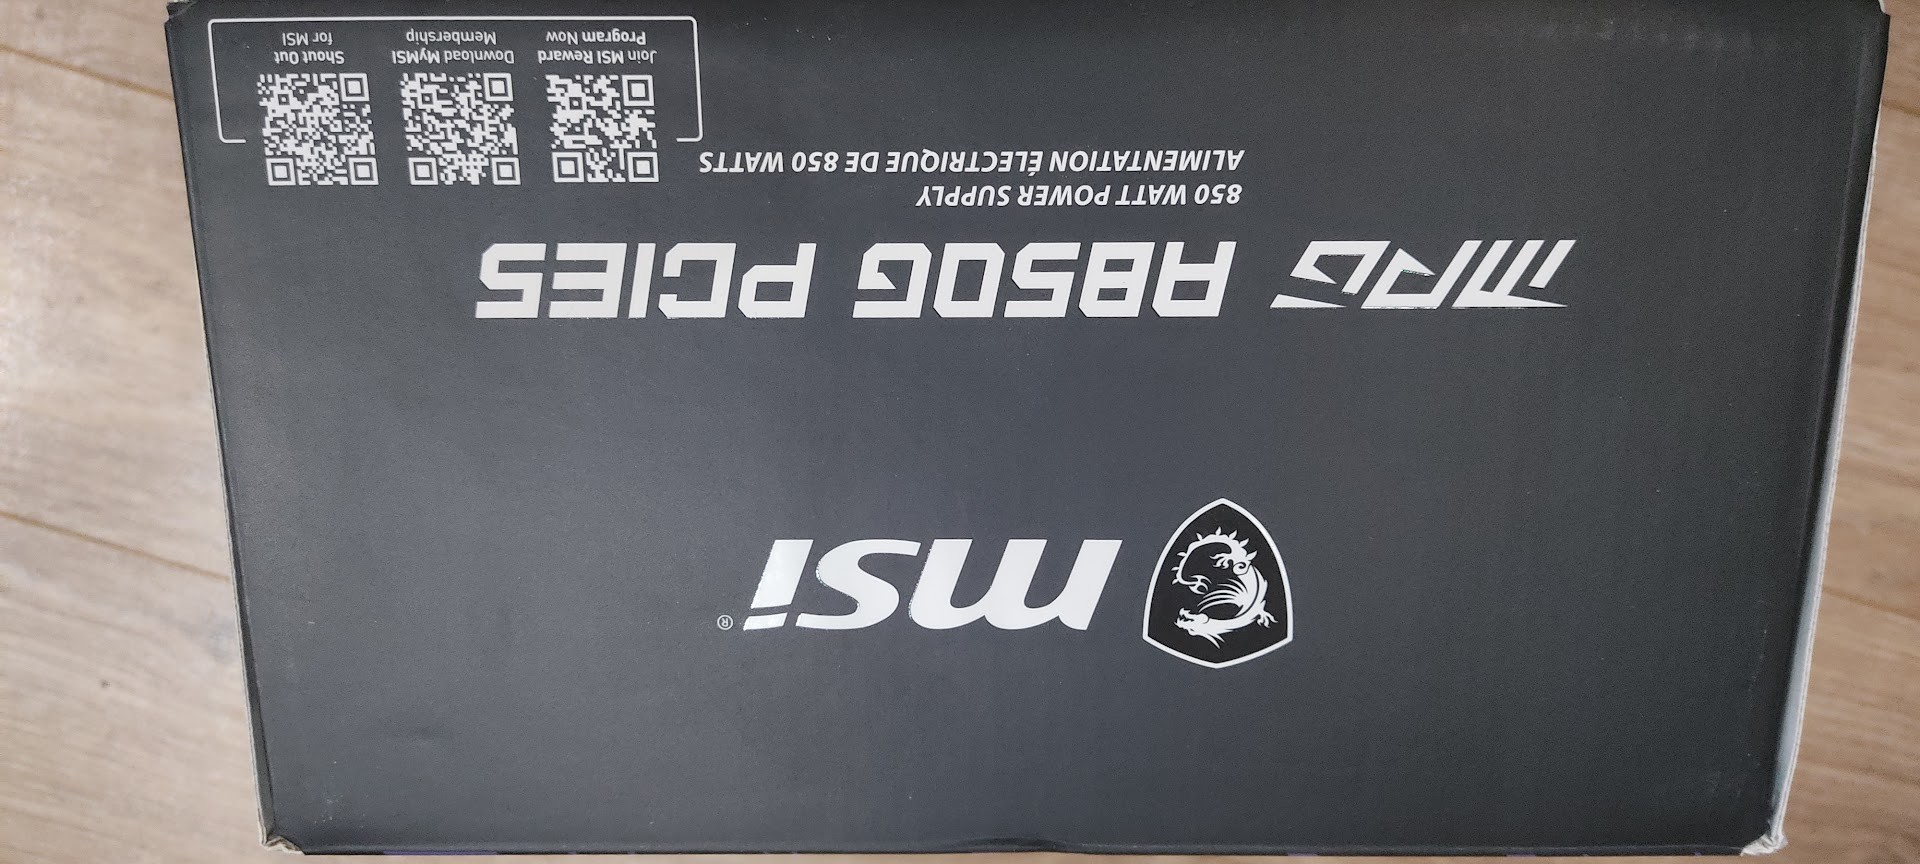 msi®
MPG A850G PCIE5
850 WATT POWER SUPPLY
ALIMENTATION ÉLECTRIQUE DE 850 WATTS
Join MSI Reward
Program Now
Download MyMSI
Membership
Shout Out
for MSI